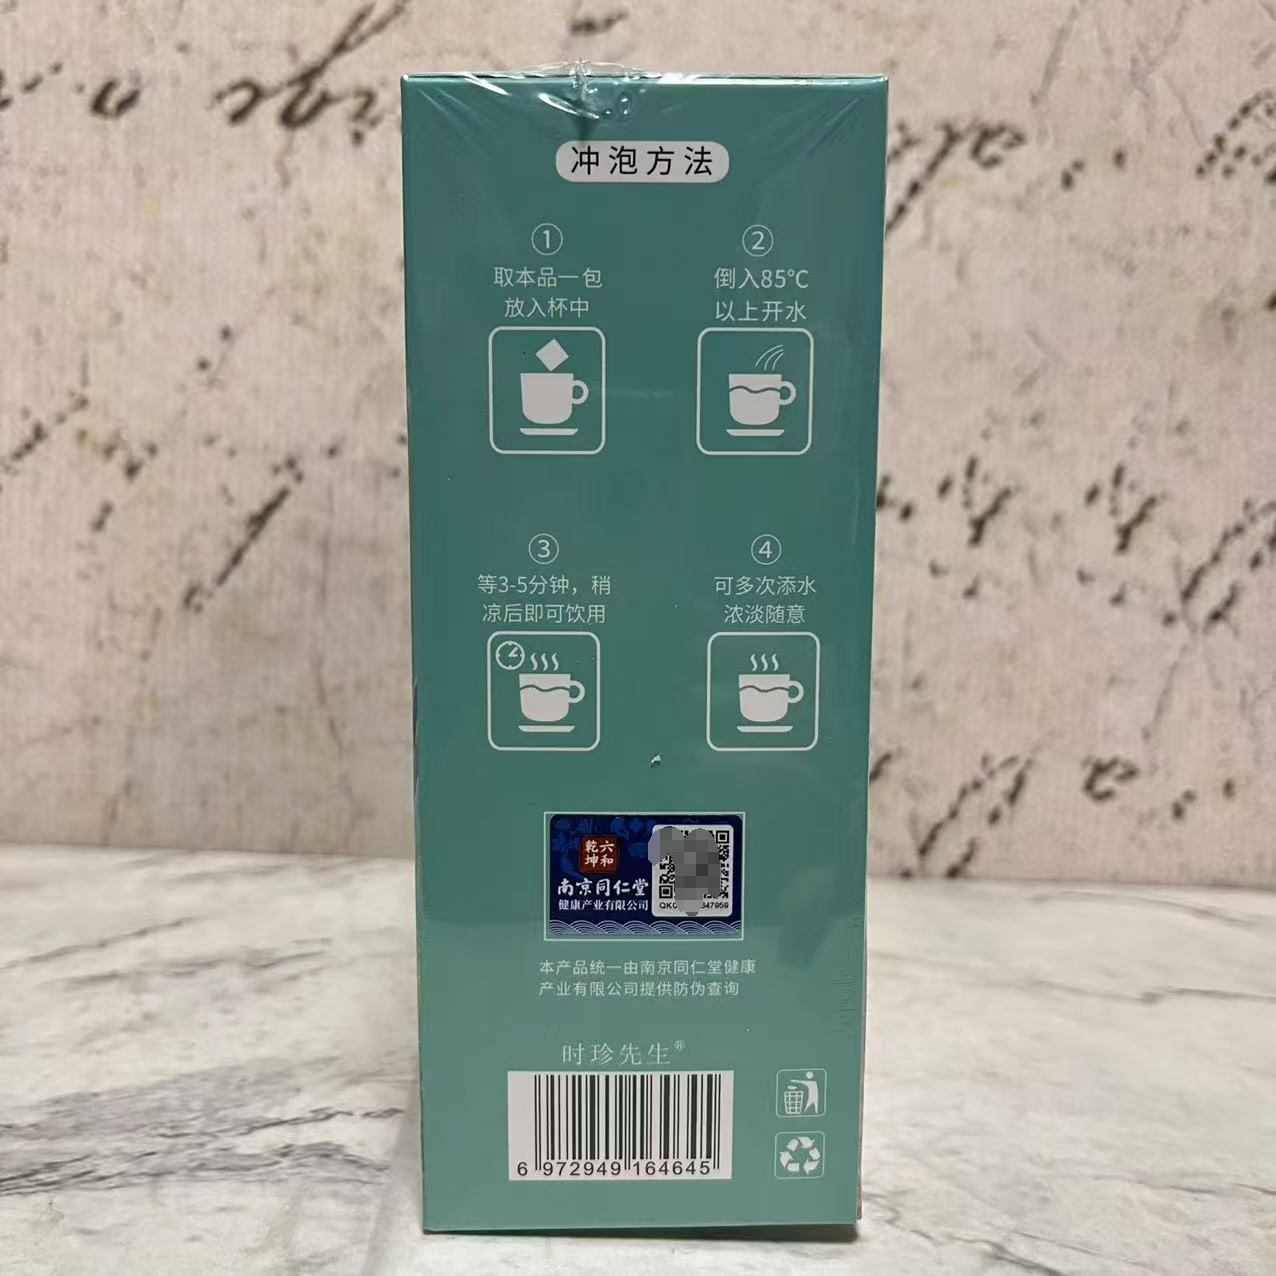 冲泡方法
①
取本品一包
放入杯中
②
倒入85℃
以上开水
③
等3-5分钟，稍
凉后即可饮用
④
可多次添水
浓淡随意
乾六
坤和
南京同仁堂
健康产业有限公司
本产品统一由南京同仁堂健康
产业有限公司提供防伪查询
时珍先生®
6 972949 164645